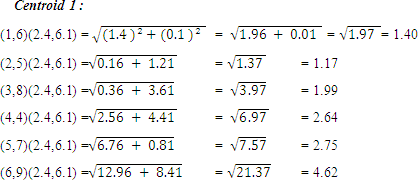 Centroid 1 :
(1,6)(2.4,6.1) = √(1.4)² + (0.1)² = √1.96 + 0.01 = √1.97 = 1.40
(2,5)(2.4,6.1) =√0.16 + 1.21 = √1.37 = 1.17
(3,8)(2.4,6.1) =√0.36 + 3.61 = √3.97 = 1.99
(4,4)(2.4,6.1) =√2.56 + 4.41 = √6.97 = 2.64
(5,7)(2.4,6.1) =√6.76 + 0.81 = √7.57 = 2.75
(6,9)(2.4,6.1) =√12.96 + 8.41 = √21.37 = 4.62